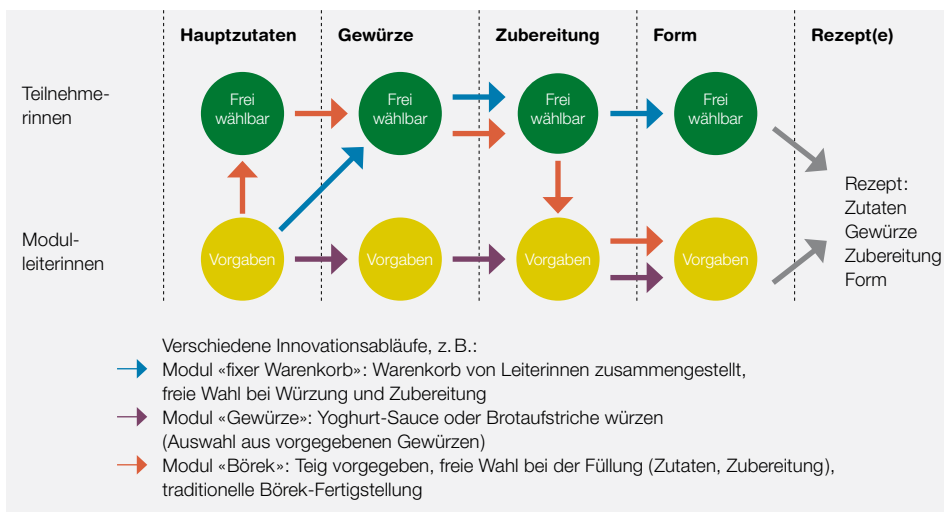 Hauptzutaten Gewürze Zubereitung Form Rezept(e)
Teilnehme-
rinnen
Frei
wählbar
Frei
wählbar
Frei
wählbar
Frei
wählbar
Modul-
leiterinnen
Vorgaben
Vorgaben
Vorgaben
Vorgaben
Rezept:
Zutaten
Gewürze
Zubereitung
Form
Verschiedene Innovationsabläufe, z. B.:
Modul «fixer Warenkorb»: Warenkorb von Leiterinnen zusammengestellt,
freie Wahl bei Würzung und Zubereitung
Modul «Gewürze»: Yoghurt-Sauce oder Brotaufstriche würzen
(Auswahl aus vorgegebenen Gewürzen)
Modul «Börek»: Teig vorgegeben, freie Wahl bei der Füllung (Zutaten, Zubereitung),
traditionelle Börek-Fertigstellung